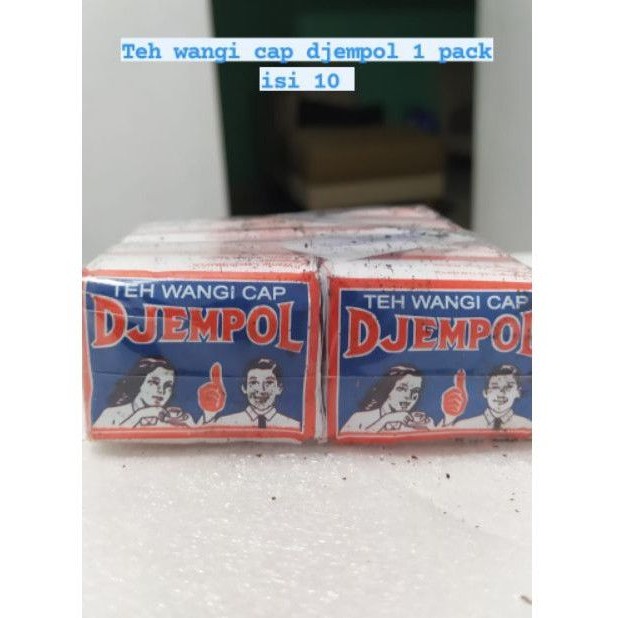 Teh wangi cap djempol 1 pack
isi 10
TEH WANGI CAP
DJEMPOL
TEH WANGI CAP
DJEMPOL